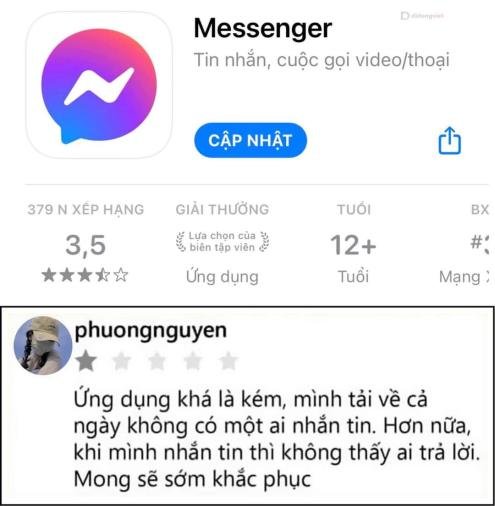 didongviet
Messenger
Tin nhắn, cuộc gọi video/thoại
CẬP NHẬT
379 N XẾP HẠNG
GIẢI THƯỞNG
TUỔI
BX
3,5
Lựa chọn của
biên tập viên
12+
#
Ứng dụng
Tuổi
Mạng
phuongnguyen
Ứng dụng khá là kém, mình tải về cả
ngày không có một ai nhắn tin. Hơn nữa,
khi mình nhắn tin thì không thấy ai trả lời.
Mong sẽ sớm khắc phục